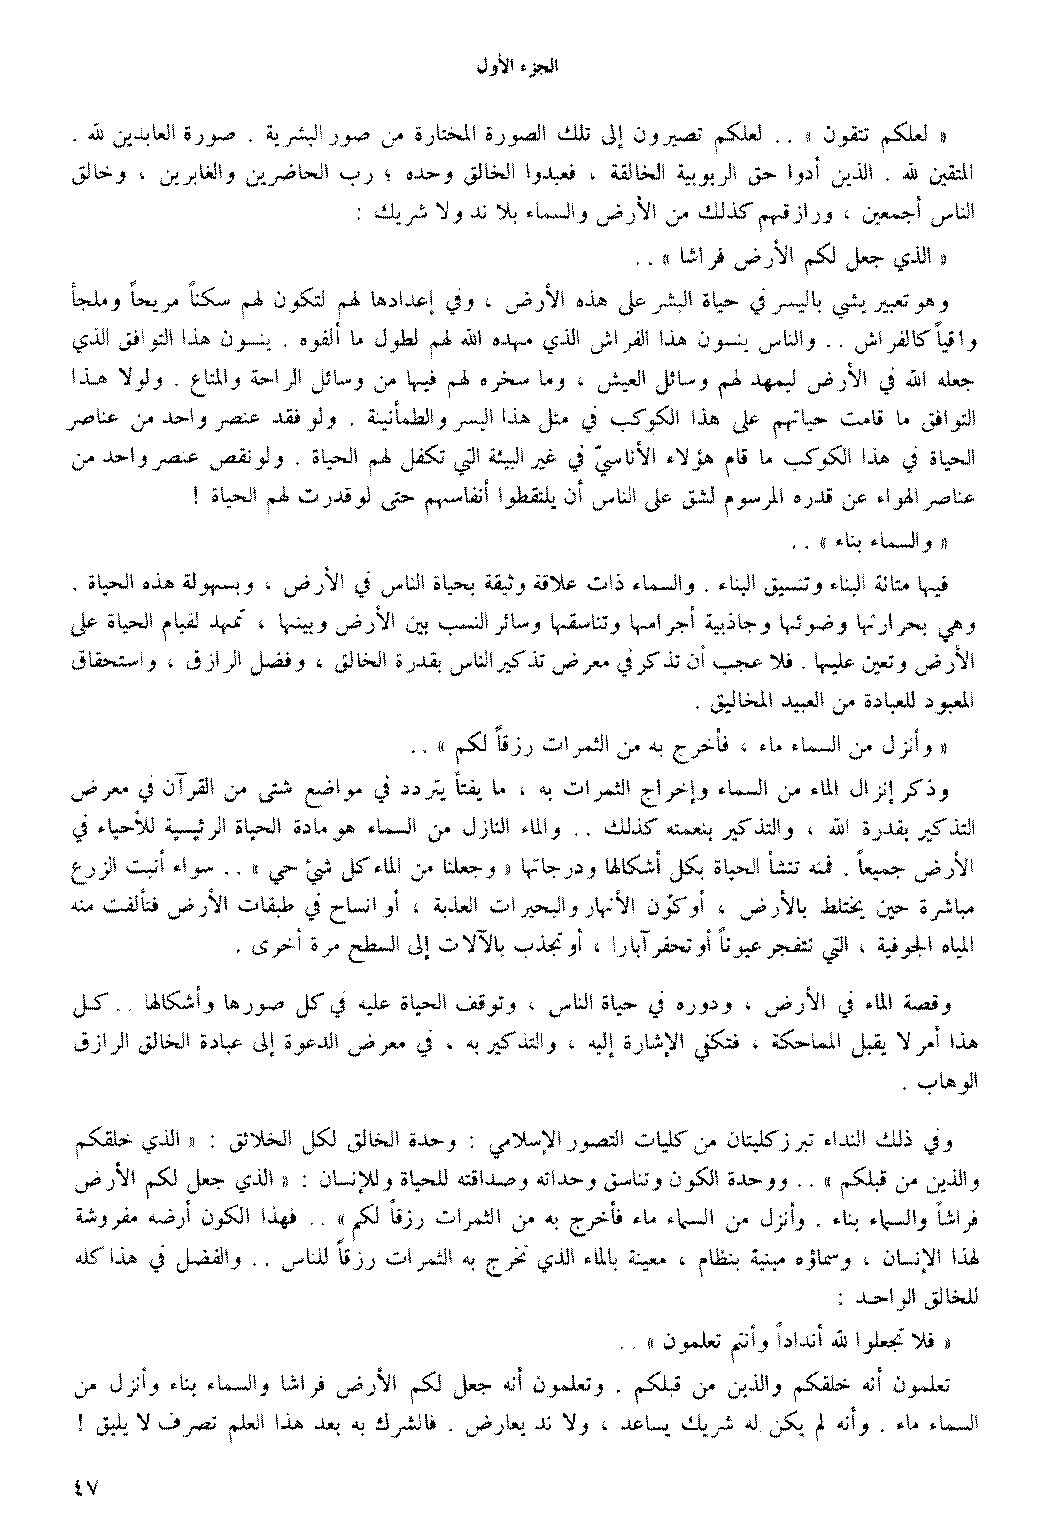 الجزء الأول
« لعلكم تتقون » .. لعلكم تصيرون إلى تلك الصورة المختارة من صور البشرية . صورة العابدين لله .
المتقين لله . الذين أدوا حق الربوبية الخالقة ، فعبدوا الخالق وحده ؛ رب الحاضرين والغابرين ، وخالق
الناس أجمعين ، ورازقهم كذلك من الأرض والسماء بلا ند ولا شريك :
« الذي جعل لكم الأرض فراشا » ..
وهو تعبير يشي باليسر في حياة البشر على هذه الأرض ، وفي إعدادها لهم لتكون لهم سكناً مريحاً وملجأ
واقياً كالفراش .. والناس ينسون هذا الفراش الذي مهده الله لهم لطول ما ألفوه . ينسون هذا التوافق الذي
جعله الله في الأرض ليمهد لهم وسائل العيش ، وما سخره لهم فيها من وسائل الراحة والمتاع . ولولا هذا
التوافق ما قامت حياتهم على هذا الكوكب في مثل هذا اليسر والطمأنينة . ولو فقد عنصر واحد من عناصر
الحياة في هذا الكوكب ما قام هؤلاء الأناسيّ في غير البيئة التي تكفل لهم الحياة . ولو نقص عنصر واحد من
عناصر الهواء عن قدره المرسوم لشق على الناس أن يلتقطوا أنفاسهم حتى لو قدرت لهم الحياة !
« والسماء بناء » ..
فيها متانة البناء وتنسيق البناء . والسماء ذات علاقة وثيقة بحياة الناس في الأرض ، وبسهولة هذه الحياة .
وهي بحرارتها وضوئها وجاذبية أجرامها وتناسقها وسائر النسب بين الأرض وبينها ، تمهد لقيام الحياة على
الأرض وتعين عليها . فلا عجب أن تذكر في معرض تذكير الناس بقدرة الخالق ، وفضل الرازق ، واستحقاق
المعبود للعبادة من العبيد المخاليق .
« وأنزل من السماء ماء ، فأخرج به من الثمرات رزقاً لكم » ..
وذكر إنزال الماء من السماء وإخراج الثمرات به ، ما يفتأ يتردد في مواضع شتى من القرآن في معرض
التذكير بقدرة الله ، والتذكير بنعمته كذلك .. والماء النازل من السماء هو مادة الحياة الرئيسية للأحياء في
الأرض جميعاً . فمنه تنشأ الحياة بكل أشكالها ودرجاتها « وجعلنا من الماء كل شيء حي » .. سواء أنبت الزرع
مباشرة حين يختلط بالأرض ، أو كوّن الأنهار والبحيرات العذبة ، أو انساح في طبقات الأرض فتألفت منه
المياه الجوفية ، التي تتفجر عيوناً أو تحفر آبارا ، أو تجذب بالآلات إلى السطح مرة أخرى .
وقصة الماء في الأرض ، ودوره في حياة الناس ، وتوقف الحياة عليه في كل صورها وأشكالها .. كل
هذا أمر لا يقبل المماحكة ، فتكفي الإشارة إليه ، والتذكير به ، في معرض الدعوة إلى عبادة الخالق الرازق
الوهاب .
وفي ذلك النداء تبرز كليتان من كليات التصور الإسلامي : وحدة الخالق لكل الخلائق : « الذي خلقكم
والذين من قبلكم » .. ووحدة الكون وتناسق وحداته وصداقته للحياة وللإنسان : « الذي جعل لكم الأرض
فراشاً والسماء بناء . وأنزل من السماء ماء فأخرج به من الثمرات رزقاً لكم » .. فهذا الكون أرضه مفروشة
لهذا الإنسان ، وسماؤه مبنية بنظام ، معينة بالماء الذي تخرج به الثمرات رزقاً للناس .. والفضل في هذا كله
للخالق الواحد :
« فلا تجعلوا لله أنداداً وأنتم تعلمون » ..
تعلمون أنه خلقكم والذين من قبلكم . وتعلمون أنه جعل لكم الأرض فراشا والسماء بناء وأنزل من
السماء ماء . وأنه لم يكن له شريك يساعد ، ولا ند يعارض . فالشرك به بعد هذا العلم تصرف لا يليق !
٤٧